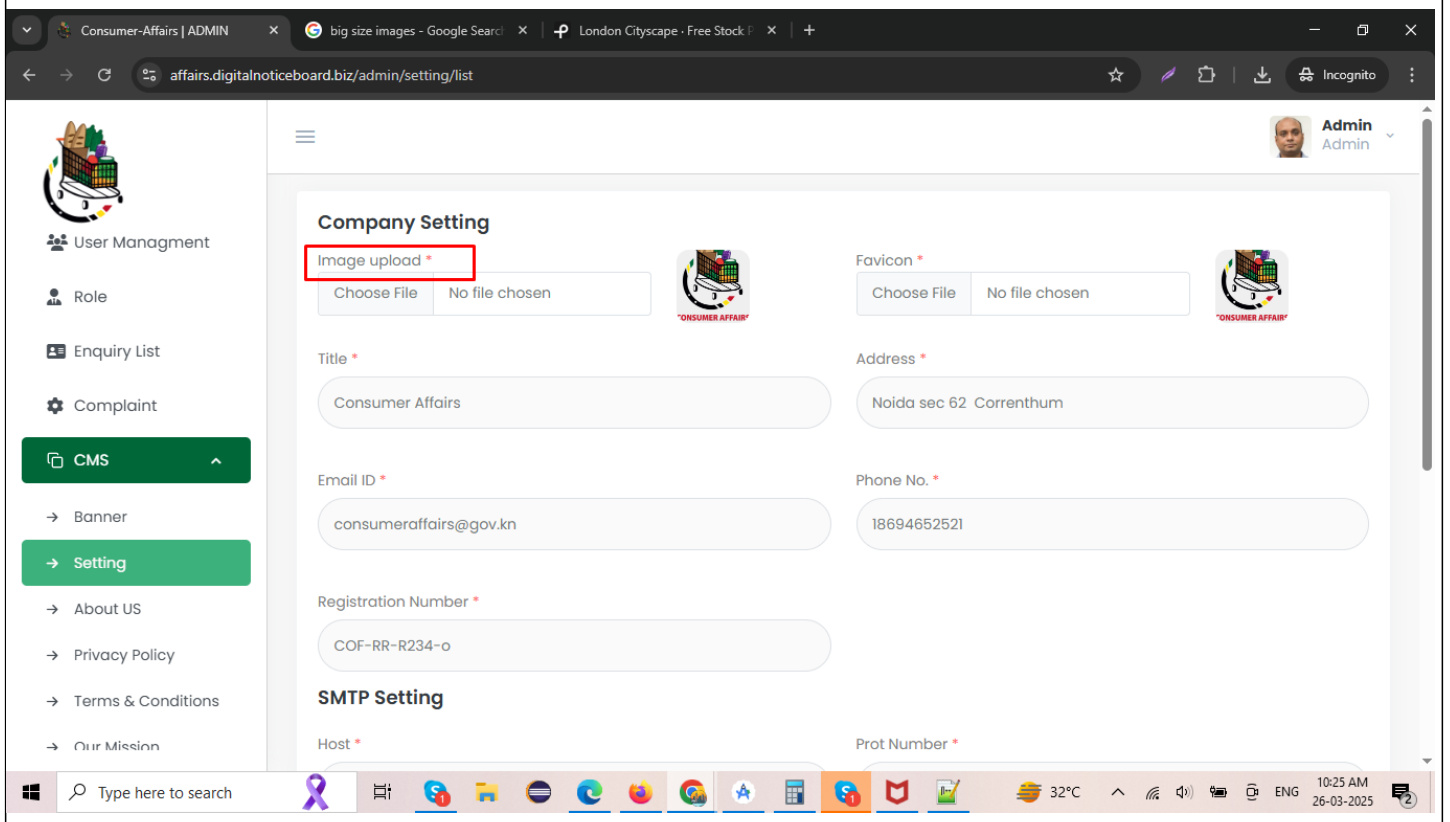 Consumer-Affairs | ADMIN
big size images - Google Search
London Cityscape · Free Stock P
affairs.digitalnoticeboard.biz/admin/setting/list
Incognito
Admin
Admin
User Managment
Role
Enquiry List
Complaint
CMS
Banner
Setting
About US
Privacy Policy
Terms & Conditions
Our Mission
Company Setting
Image upload *
Choose File No file chosen
CONSUMER AFFAIRS
Favicon *
Choose File No file chosen
CONSUMER AFFAIRS
Title *
Consumer Affairs
Address *
Noida sec 62 Correnthum
Email ID *
consumeraffairs@gov.kn
Phone No. *
18694652521
Registration Number *
COF-RR-R234-o
SMTP Setting
Host *
Prot Number *
Type here to search
32°C
ENG
10:25 AM
26-03-2025
2